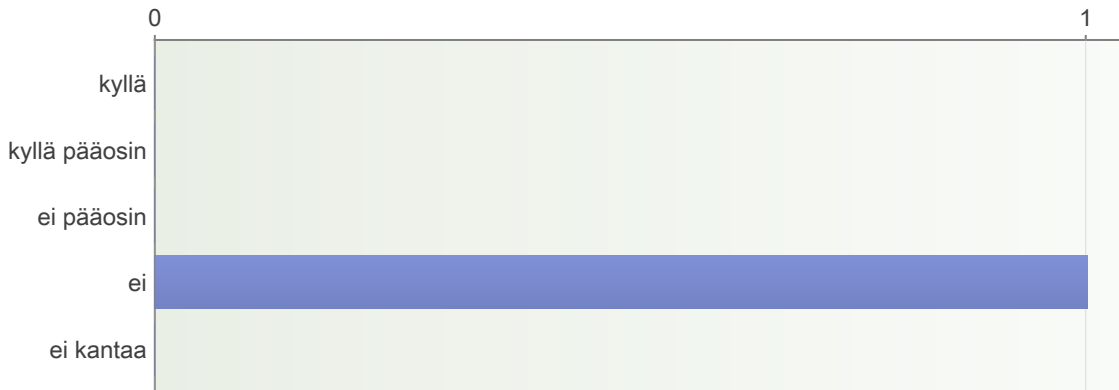 0 1
kyllä
kyllä pääosin
ei pääosin
ei
ei kantaa